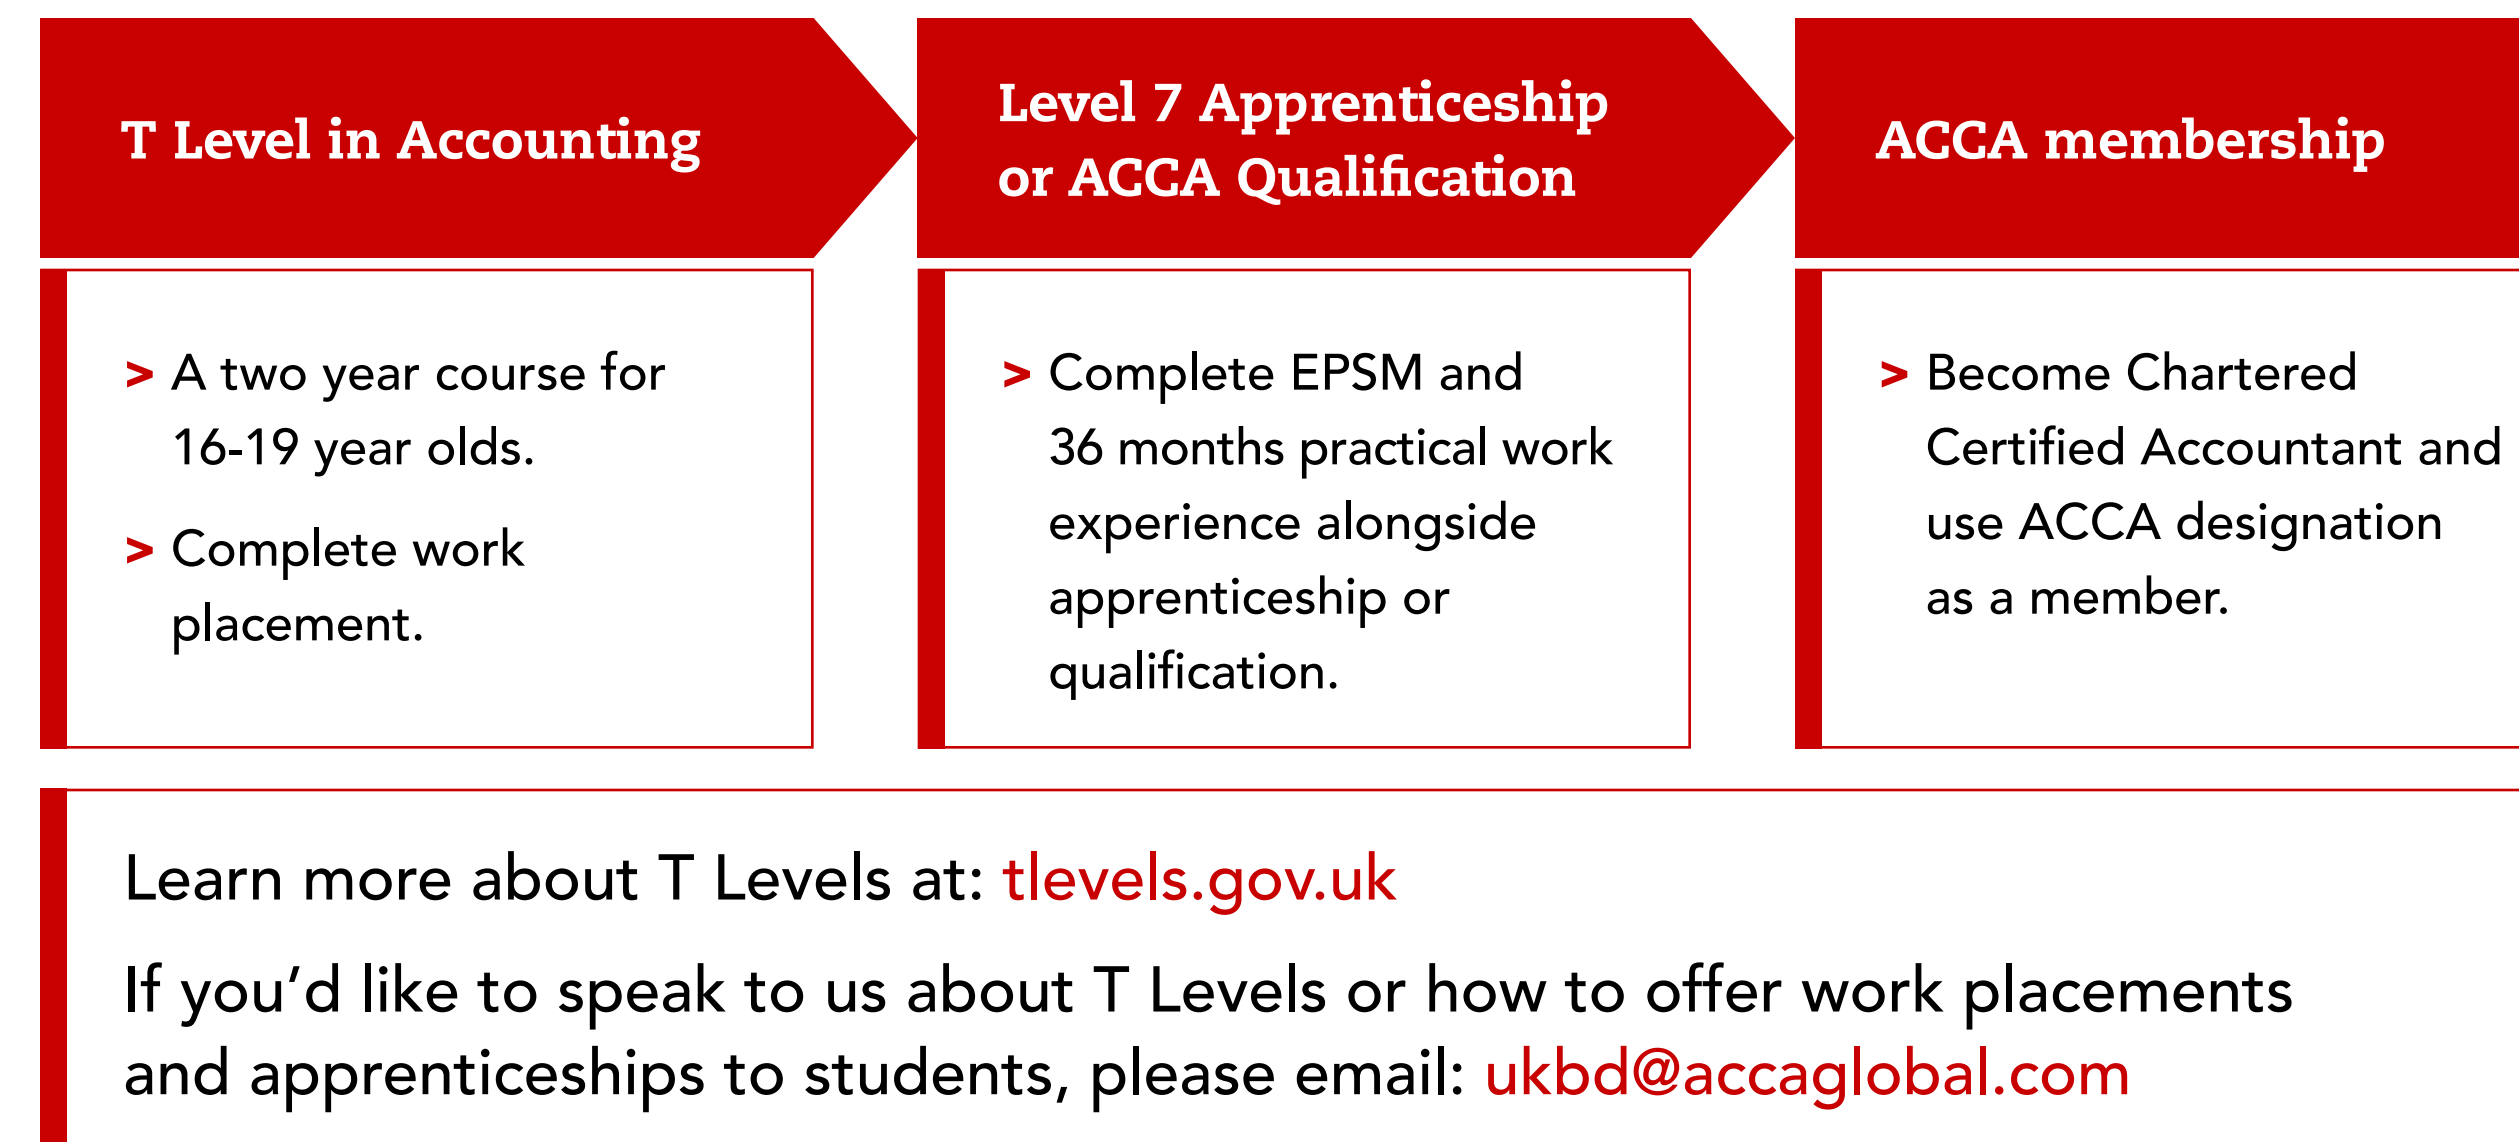 T Level in Accounting
Level 7 Apprenticeship
or ACCA Qualification
ACCA membership
> A two year course for
16-19 year olds.
> Complete work
placement.
> Complete EPSM and
36 months practical work
experience alongside
apprenticeship or
qualification.
> Become Chartered
Certified Accountant and
use ACCA designation
as a member.
Learn more about T Levels at: tlevels.gov.uk
If you’d like to speak to us about T Levels or how to offer work placements
and apprenticeships to students, please email: ukbd@accaglobal.com